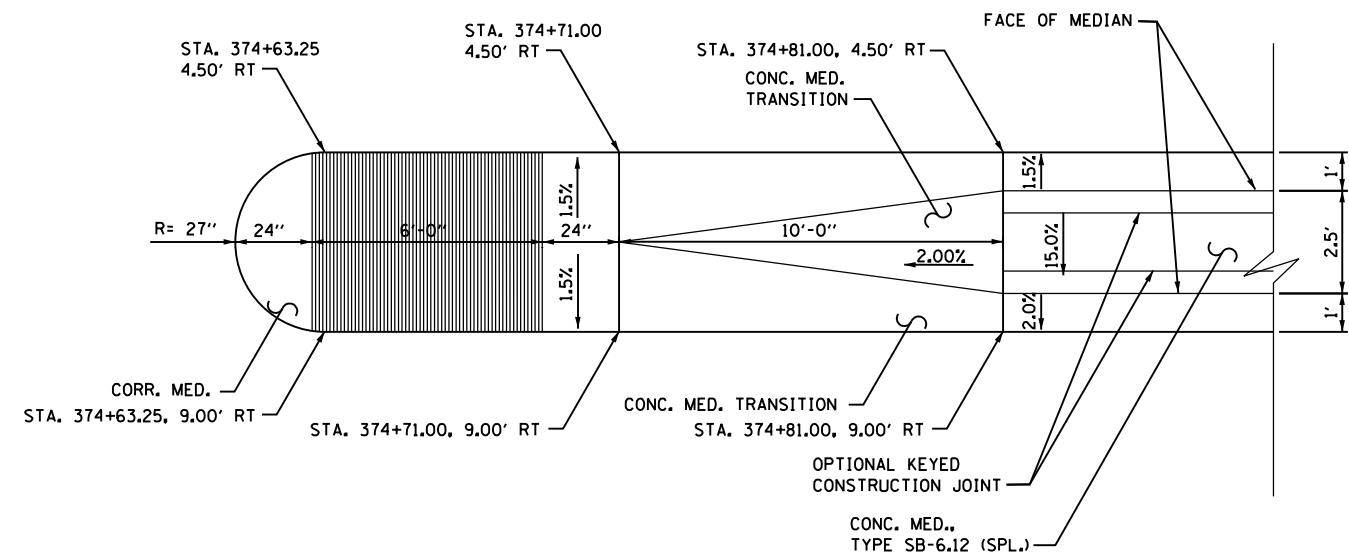 FACE OF MEDIAN
STA. 374+71.00
4.50' RT
STA. 374+63.25
4.50' RT
STA. 374+81.00, 4.50' RT
CONC. MED.
TRANSITION
1.5%
1.5%
1'
R= 27"
24"
6'-0"
24"
10'-0"
2.00%
15.0%
2.5'
1.5%
2.0%
1'
CORR. MED.
STA. 374+63.25, 9.00' RT
STA. 374+71.00, 9.00' RT
CONC. MED. TRANSITION
STA. 374+81.00, 9.00' RT
OPTIONAL KEYED
CONSTRUCTION JOINT
CONC. MED.,
TYPE SB-6.12 (SPL.)